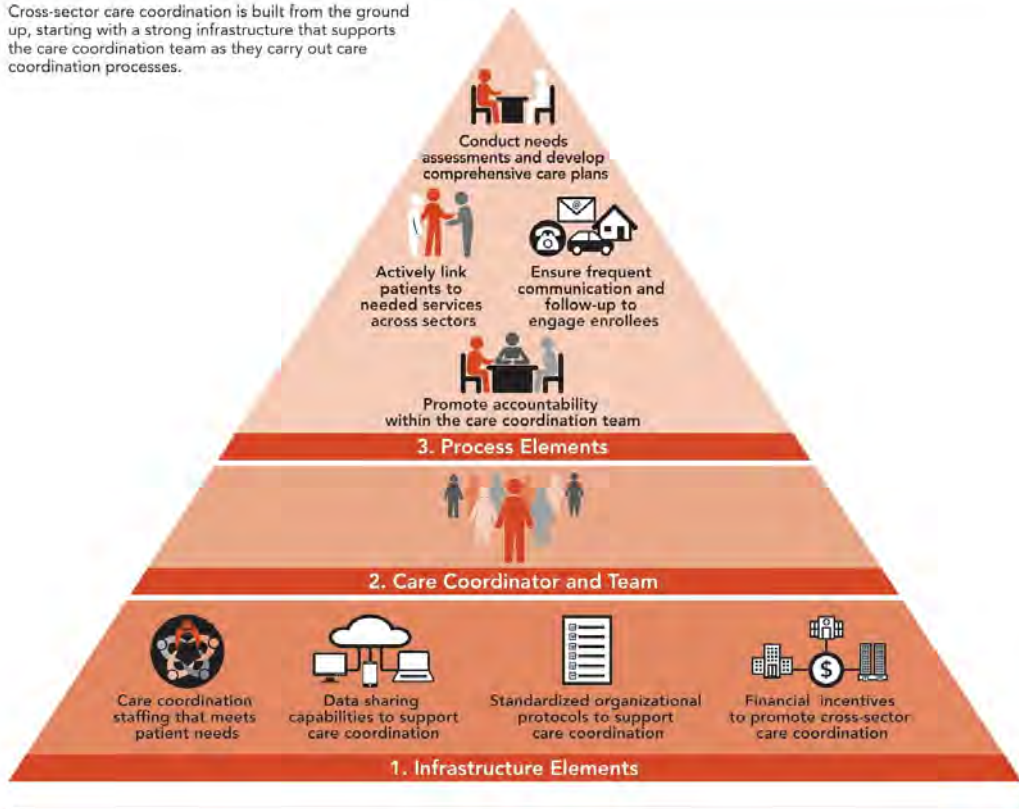 Cross-sector care coordination is built from the ground
up, starting with a strong infrastructure that supports
the care coordination team as they carry out care
coordination processes.
Conduct needs
assessments and develop
comprehensive care plans
Actively link
patients to
needed services
across sectors
Ensure frequent
communication and
follow-up to
engage enrollees
Promote accountability
within the care coordination team
3. Process Elements
2. Care Coordinator and Team
Care coordination
staffing that meets
patient needs
Data sharing
capabilities to support
care coordination
Standardized organizational
protocols to support
care coordination
$
Financial incentives
to promote cross-sector
care coordination
1. Infrastructure Elements